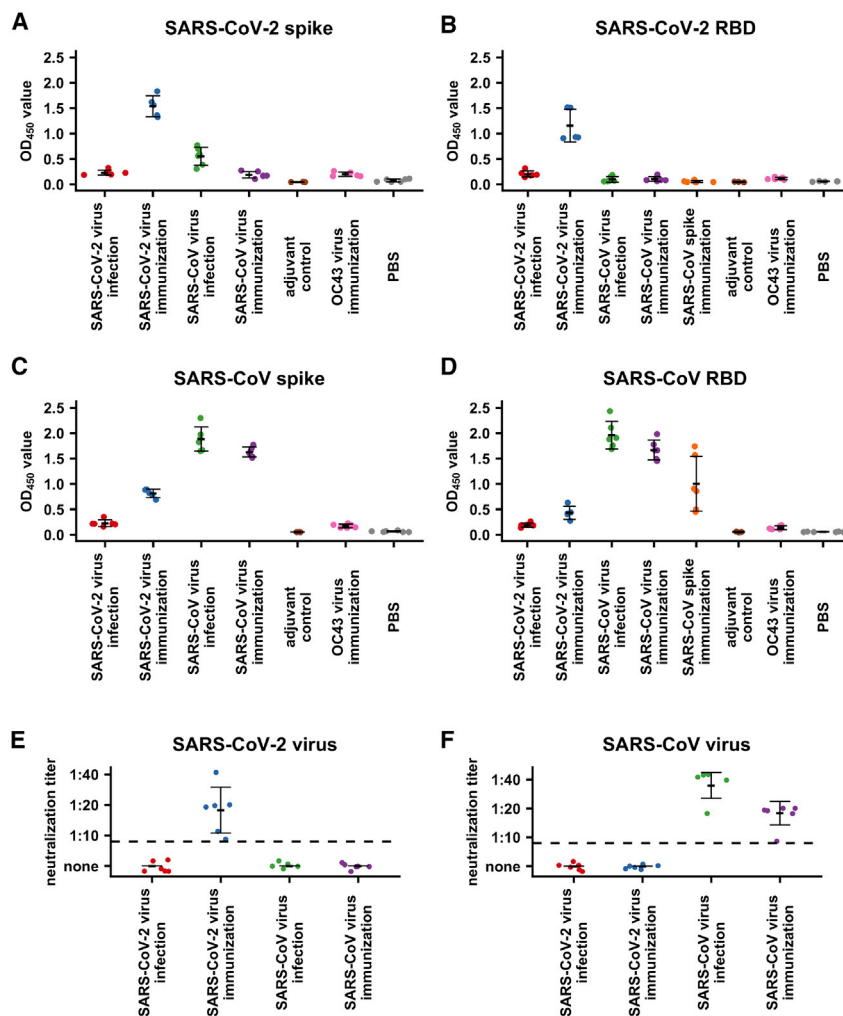 A
SARS-CoV-2 spike
OD450 value
2.5
2.0
1.5
1.0
0.5
0.0
SARS-CoV-2 virus
infection
SARS-CoV-2 virus
immunization
SARS-CoV virus
infection
SARS-CoV virus
immunization
adjuvant
control
OC43 virus
immunization
PBS
B
SARS-CoV-2 RBD
OD450 value
2.5
2.0
1.5
1.0
0.5
0.0
SARS-CoV-2 virus
infection
SARS-CoV-2 virus
immunization
SARS-CoV virus
infection
SARS-CoV virus
immunization
SARS-CoV spike
immunization
adjuvant
control
OC43 virus
immunization
PBS
C
SARS-CoV spike
OD450 value
2.5
2.0
1.5
1.0
0.5
0.0
SARS-CoV-2 virus
infection
SARS-CoV-2 virus
immunization
SARS-CoV virus
infection
SARS-CoV virus
immunization
adjuvant
control
OC43 virus
immunization
PBS
D
SARS-CoV RBD
OD450 value
2.5
2.0
1.5
1.0
0.5
0.0
SARS-CoV-2 virus
infection
SARS-CoV-2 virus
immunization
SARS-CoV virus
infection
SARS-CoV virus
immunization
SARS-CoV spike
immunization
adjuvant
control
OC43 virus
immunization
PBS
E
SARS-CoV-2 virus
neutralization titer
1:40
1:20
1:10
none
SARS-CoV-2 virus
infection
SARS-CoV-2 virus
immunization
SARS-CoV virus
infection
SARS-CoV virus
immunization
F
SARS-CoV virus
neutralization titer
1:40
1:20
1:10
none
SARS-CoV-2 virus
infection
SARS-CoV-2 virus
immunization
SARS-CoV virus
infection
SARS-CoV virus
immunization